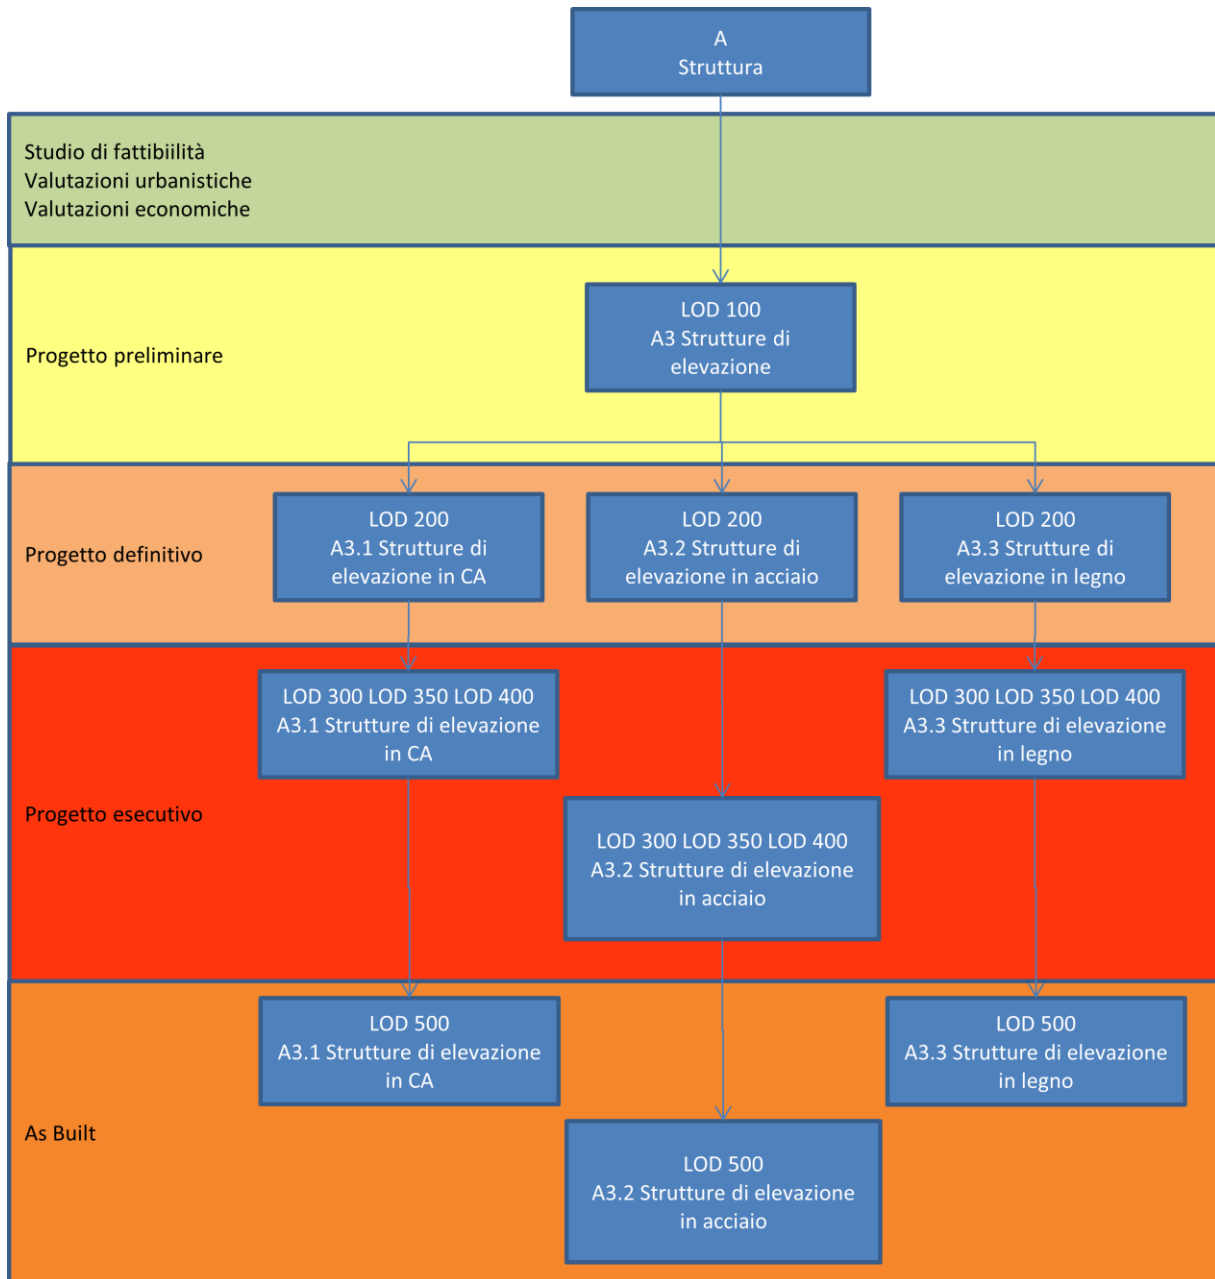 A
Struttura
Studio di fattibiilità
Valutazioni urbanistiche
Valutazioni economiche
Progetto preliminare
LOD 100
A3 Strutture di
elevazione
Progetto definitivo
LOD 200
A3.1 Strutture di
elevazione in CA
LOD 200
A3.2 Strutture di
elevazione in acciaio
LOD 200
A3.3 Strutture di
elevazione in legno
Progetto esecutivo
LOD 300 LOD 350 LOD 400
A3.1 Strutture di elevazione
in CA
LOD 300 LOD 350 LOD 400
A3.2 Strutture di elevazione
in acciaio
LOD 300 LOD 350 LOD 400
A3.3 Strutture di elevazione
in legno
As Built
LOD 500
A3.1 Strutture di elevazione
in CA
LOD 500
A3.2 Strutture di elevazione
in acciaio
LOD 500
A3.3 Strutture di elevazione
in legno